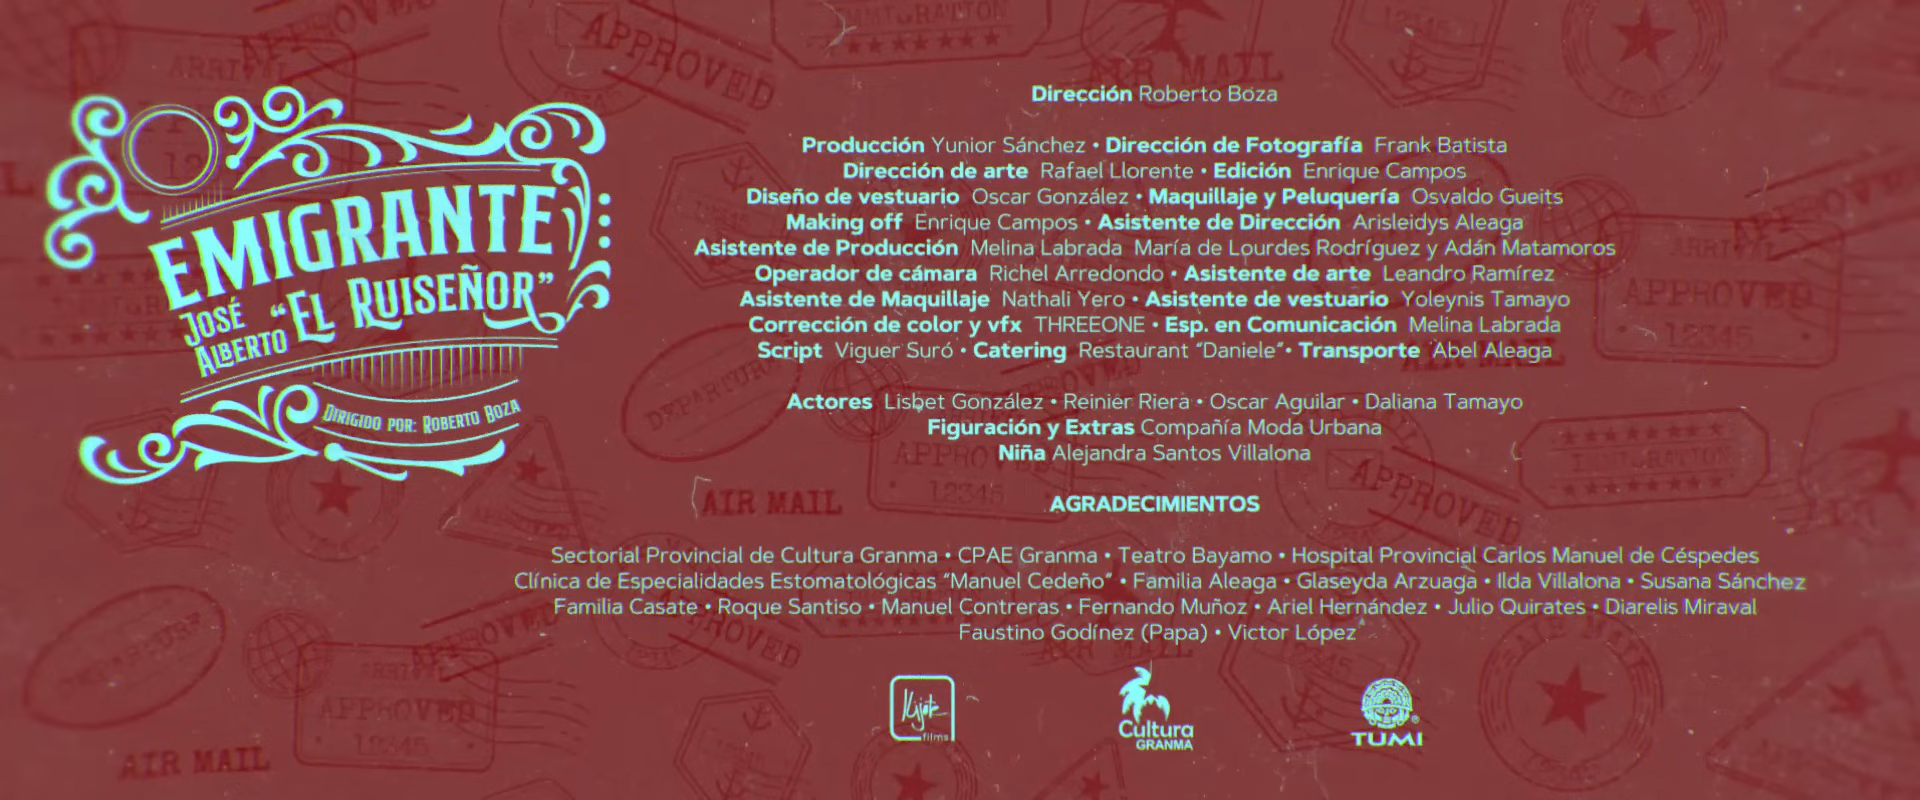 EMIGRANTE
JOSÉ ALBERTO "EL RUISEÑOR"
DIRIGIDO POR: ROBERTO BOZA
Dirección Roberto Boza
Producción Yunior Sánchez • Dirección de Fotografía Frank Batista
Dirección de arte Rafael Llorente • Edición Enrique Campos
Diseño de vestuario Oscar González • Maquillaje y Peluquería Osvaldo Gueits
Making off Enrique Campos • Asistente de Dirección Arisleidys Aleaga
Asistente de Producción Melina Labrada María de Lourdes Rodríguez y Adán Matamoros
Operador de cámara Richel Arredondo • Asistente de arte Leandro Ramírez
Asistente de Maquillaje Nathali Yero • Asistente de vestuario Yoleynis Tamayo
Corrección de color y vfx THREEONE • Esp. en Comunicación Melina Labrada
Script Viguer Suró • Catering Restaurant "Daniele" • Transporte Abel Aleaga
Actores Lisbet González • Reinier Riera • Oscar Aguilar • Daliana Tamayo
Figuración y Extras Compañía Moda Urbana
Niña Alejandra Santos Villalona
AGRADECIMIENTOS
Sectorial Provincial de Cultura Granma • CPAE Granma • Teatro Bayamo • Hospital Provincial Carlos Manuel de Céspedes
Clínica de Especialidades Estomatológicas "Manuel Cedeño" • Familia Aleaga • Glaseyda Arzuaga • Ilda Villalona • Susana Sánchez
Familia Casate • Roque Santiso • Manuel Contreras • Fernando Muñoz • Ariel Hernández • Julio Quirates • Diarelis Miraval
Faustino Godínez (Papa) • Victor López
films
Cultura
GRANMA
TUMI
AIR MAIL
APPROVED
12345
ARRIVAL
DEPARTURE
IMMIGRATION